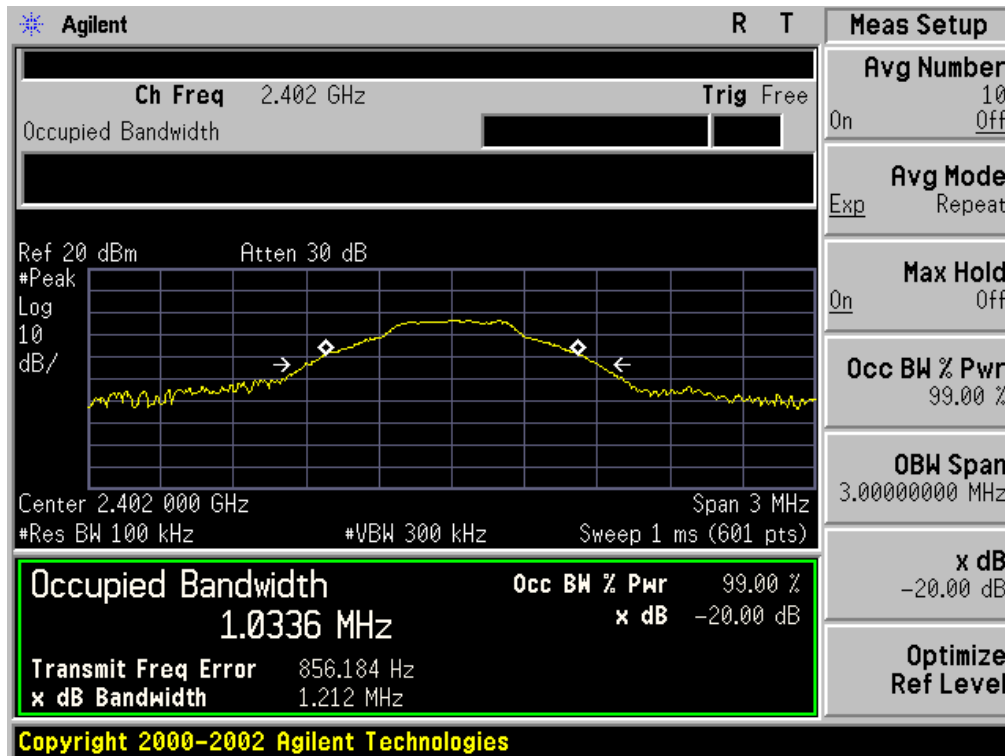 Agilent R T
Ch Freq 2.402 GHz Trig Free
Occupied Bandwidth
Ref 20 dBm Atten 30 dB
#Peak
Log
10
dB/
Center 2.402 000 GHz Span 3 MHz
#Res BW 100 kHz #VBW 300 kHz Sweep 1 ms (601 pts)
Occupied Bandwidth
1.0336 MHz
Occ BW % Pwr 99.00 %
x dB -20.00 dB
Transmit Freq Error 856.184 Hz
x dB Bandwidth 1.212 MHz
Meas Setup
Avg Number
10
On Off
Avg Mode
Exp Repeat
Max Hold
On Off
Occ BW % Pwr
99.00 %
OBW Span
3.00000000 MHz
x dB
-20.00 dB
Optimize
Ref Level
Copyright 2000-2002 Agilent Technologies